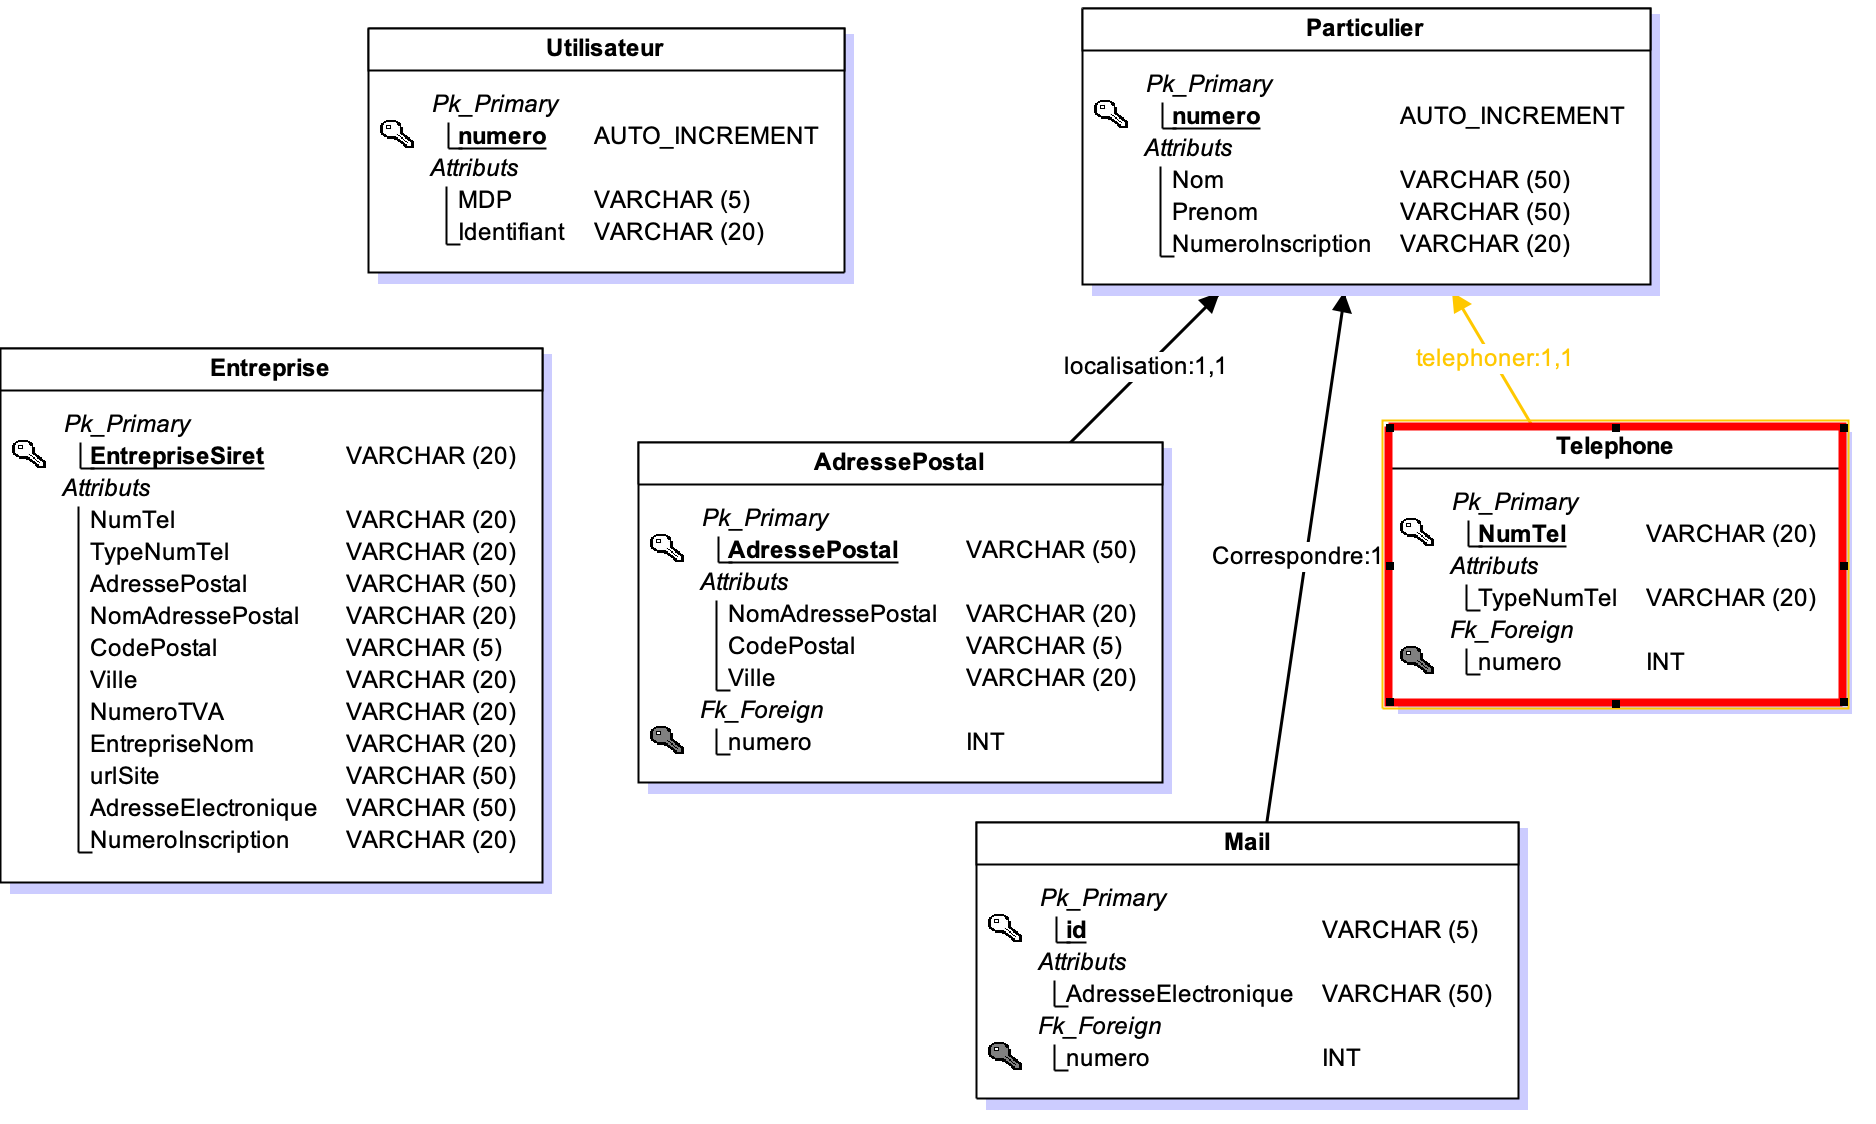 Utilisateur
Pk_Primary
numero AUTO_INCREMENT
Attributs
MDP VARCHAR (5)
Identifiant VARCHAR (20)
Particulier
Pk_Primary
numero AUTO_INCREMENT
Attributs
Nom VARCHAR (50)
Prenom VARCHAR (50)
NumeroInscription VARCHAR (20)
localisation:1,1
telephoner:1,1
Correspondre:1
Entreprise
Pk_Primary
EntrepriseSiret VARCHAR (20)
Attributs
NumTel VARCHAR (20)
TypeNumTel VARCHAR (20)
AdressePostal VARCHAR (50)
NomAdressePostal VARCHAR (20)
CodePostal VARCHAR (5)
Ville VARCHAR (20)
NumeroTVA VARCHAR (20)
EntrepriseNom VARCHAR (20)
urlSite VARCHAR (50)
AdresseElectronique VARCHAR (50)
NumeroInscription VARCHAR (20)
AdressePostal
Pk_Primary
AdressePostal VARCHAR (50)
Attributs
NomAdressePostal VARCHAR (20)
CodePostal VARCHAR (5)
Ville VARCHAR (20)
Fk_Foreign
numero INT
Telephone
Pk_Primary
NumTel VARCHAR (20)
Attributs
TypeNumTel VARCHAR (20)
Fk_Foreign
numero INT
Mail
Pk_Primary
id VARCHAR (5)
Attributs
AdresseElectronique VARCHAR (50)
Fk_Foreign
numero INT